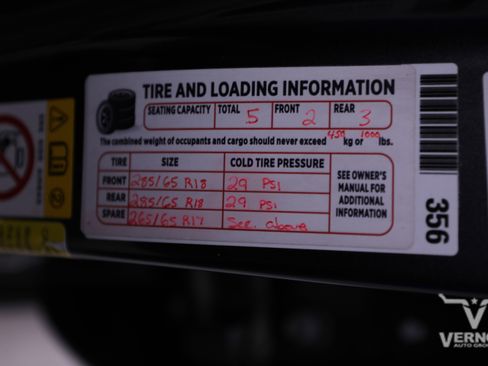 TIRE AND LOADING INFORMATION
SEATING CAPACITY TOTAL 5 FRONT 2 REAR 3
The combined weight of occupants and cargo should never exceed 450 kg or 1000 lbs.
TIRE SIZE COLD TIRE PRESSURE
FRONT 285/65 R18 29 PSI
REAR 285/65 R18 29 PSI
SPARE 265/65 R17 See above
SEE OWNER'S
MANUAL FOR
ADDITIONAL
INFORMATION
356
VERNO
AUTO GROU